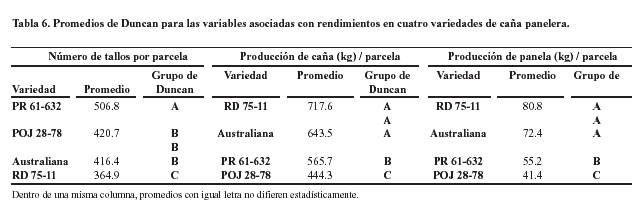 Tabla 6. Promedios de Duncan para las variables asociadas con rendimientos en cuatro variedades de caña panelera.
Número de tallos por parcela Producción de caña (kg) / parcela Producción de panela (kg) / parcela
Variedad Promedio Grupo de Duncan Variedad Promedio Grupo de Duncan Variedad Promedio Grupo de
PR 61-632 506.8 A RD 75-11 717.6 A RD 75-11 80.8 A
A A
POJ 28-78 420.7 B Australiana 643.5 A Australiana 72.4 A
B
Australiana 416.4 B PR 61-632 565.7 B PR 61-632 55.2 B
RD 75-11 364.9 C POJ 28-78 444.3 C POJ 28-78 41.4 C
Dentro de una misma columna, promedios con igual letra no difieren estadísticamente.